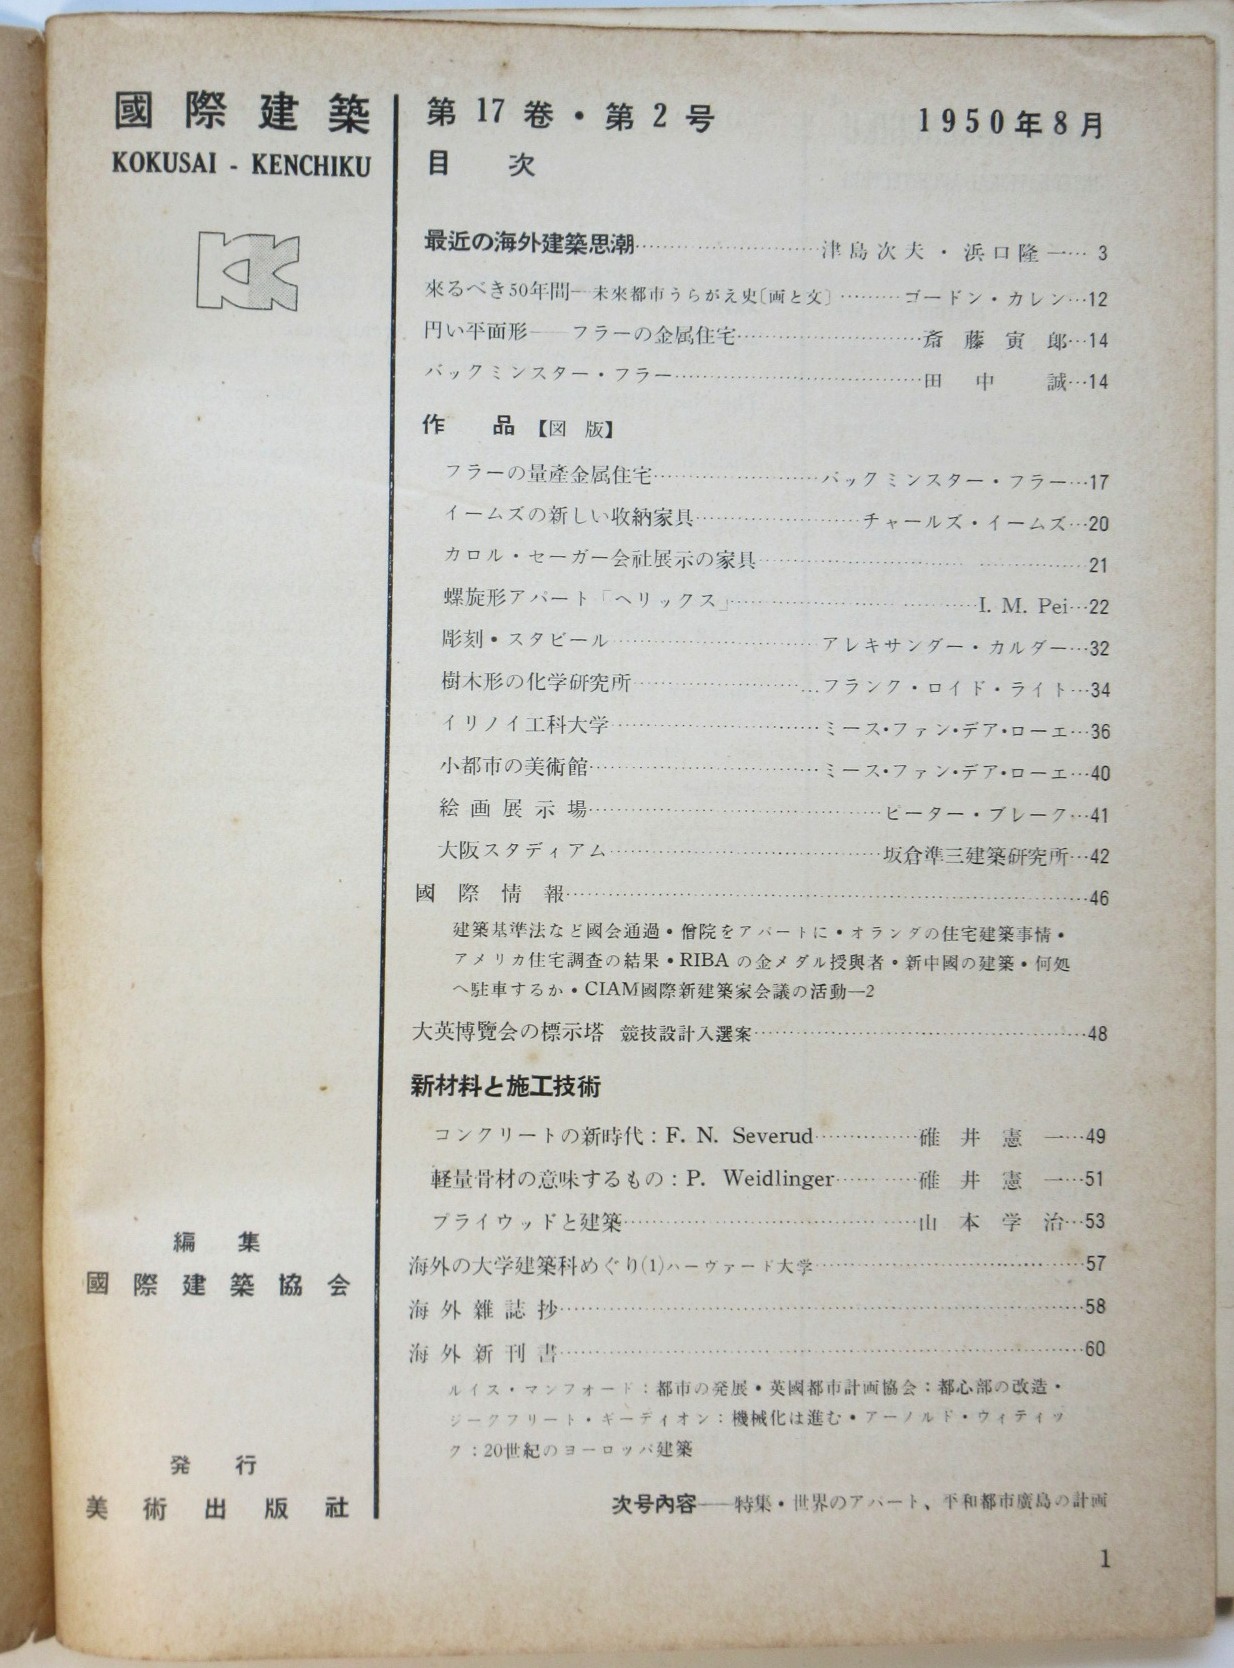 國際建築
KOKUSAI - KENCHIKU
第17巻・第2号 1950年8月
目次
最近の海外建築思潮 津島次夫・浜口隆一 3
來るべき50年間―未來都市うらがえ史〔画と文〕 ゴードン・カレン 12
円い平面形――フラーの金属住宅 斎藤寅郎 14
バックミンスター・フラー 田中誠 14
作品【図版】
フラーの量產金属住宅 バックミンスター・フラー 17
イームズの新しい収納家具 チャールズ・イームズ 20
カロル・セーガー会社展示の家具 21
螺旋形アパート「ヘリックス」 I. M. Pei 22
彫刻・スタビール アレキサンダー・カルダー 32
樹木形の化学研究所 フランク・ロイド・ライト 34
イリノイ工科大学 ミース・ファン・デア・ローエ 36
小都市の美術館 ミース・ファン・デア・ローエ 40
絵画展示場 ピーター・ブレーク 41
大阪スタディアム 坂倉準三建築研究所 42
國際情報 46
建築基準法など國会通過・僧院をアパートに・オランダの住宅建築事情・
アメリカ住宅調査の結果・RIBAの金メダル授與者・新中國の建築・何処
へ駐車するか・CIAM國際新建築家会議の活動―2
大英博覽会の標示塔 競技設計入選案 48
新材料と施工技術
コンクリートの新時代：F. N. Severud 碓井憲一 49
軽量骨材の意味するもの：P. Weidlinger 碓井憲一 51
プライウッドと建築 山本学治 53
海外の大学建築科めぐり(1)ハーヴァード大学 57
海外雜誌抄 58
海外新刊書 60
ルイス・マンフォード：都市の発展・英國都市計画協会：都心部の改造・
ジークフリート・ギーディオン：機械化は進む・アーノルド・ウィティッ
ク：20世紀のヨーロッパ建築
次号內容――特集・世界のアパート、平和都市廣島の計画
編集
國際建築協会
発行
美術出版社
1